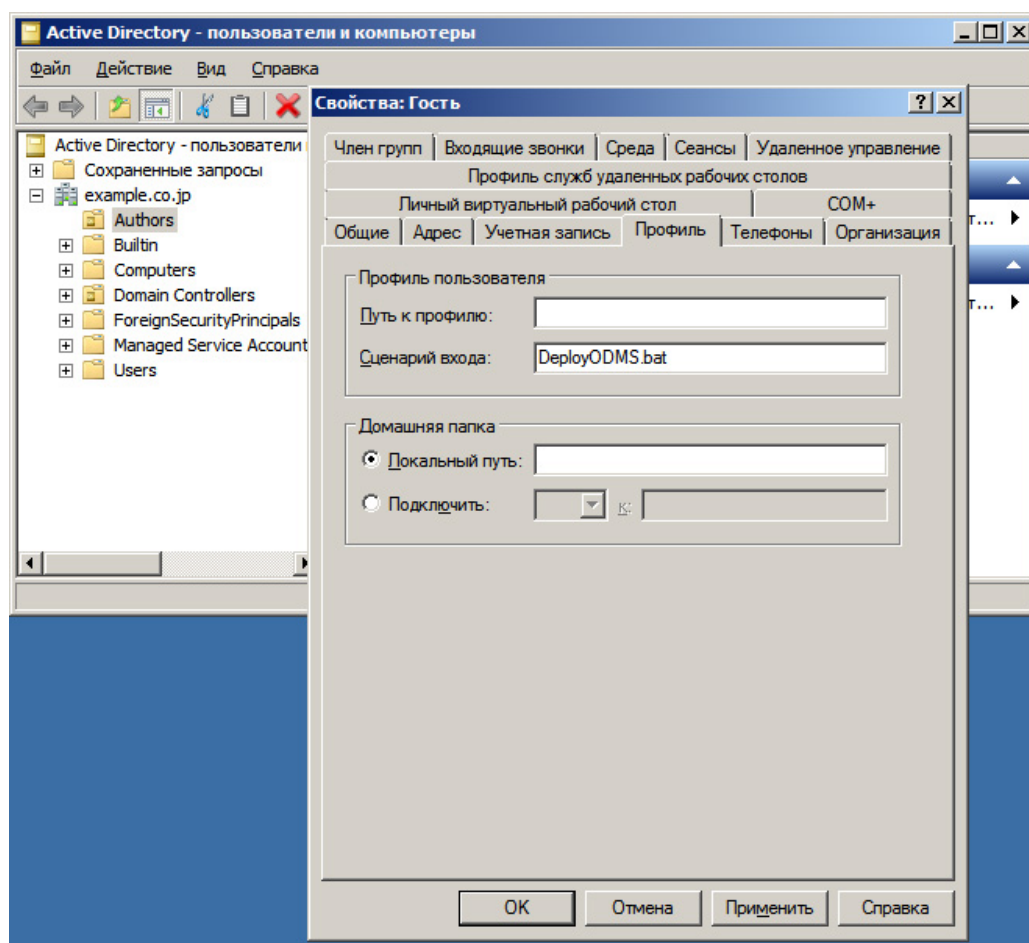 Active Directory - пользователи и компьютеры
Файл Действие Вид Справка
Active Directory - пользователи
Сохраненные запросы
example.co.jp
Authors
Builtin
Computers
Domain Controllers
ForeignSecurityPrincipals
Managed Service Account
Users
Свойства: Гость
Член групп Входящие звонки Среда Сеансы Удаленное управление
Профиль служб удаленных рабочих столов
Личный виртуальный рабочий стол COM+
Общие Адрес Учетная запись Профиль Телефоны Организация
Профиль пользователя
Путь к профилю:
Сценарий входа: DeployODMS.bat
Домашняя папка
Локальный путь:
Подключить: к:
ОК Отмена Применить Справка